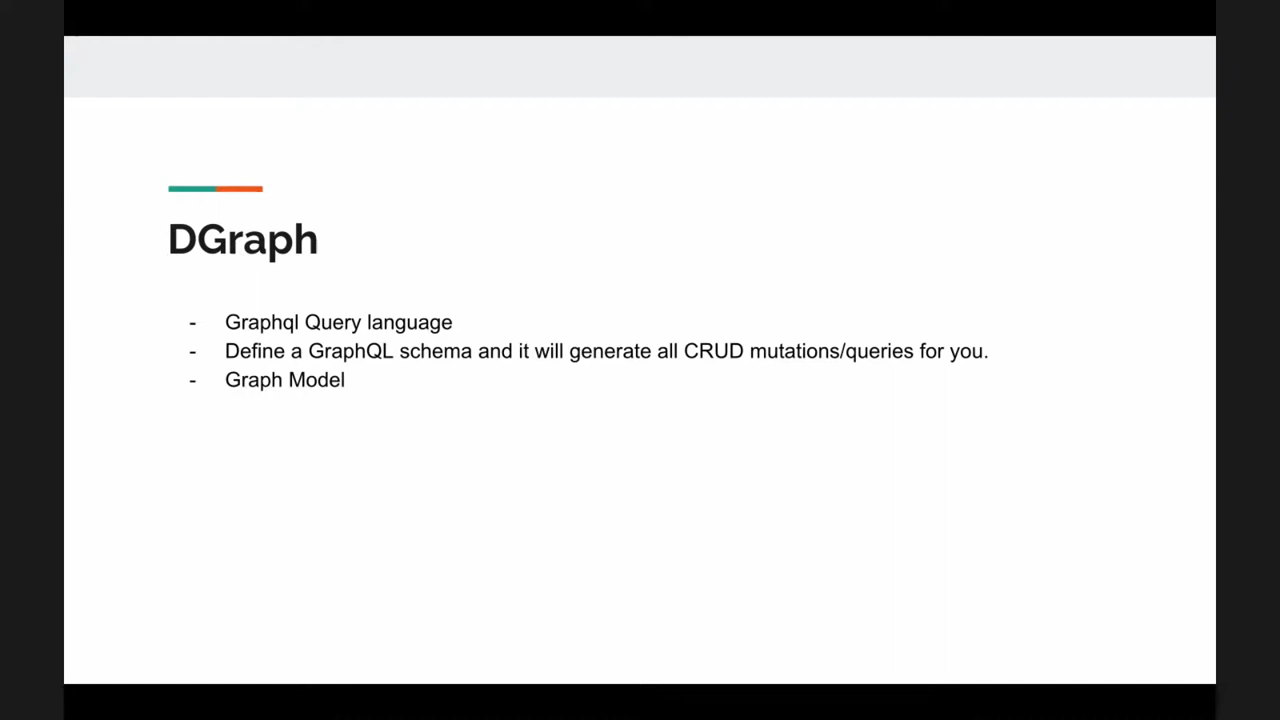 DGraph
- Graphql Query language
- Define a GraphQL schema and it will generate all CRUD mutations/queries for you.
- Graph Model